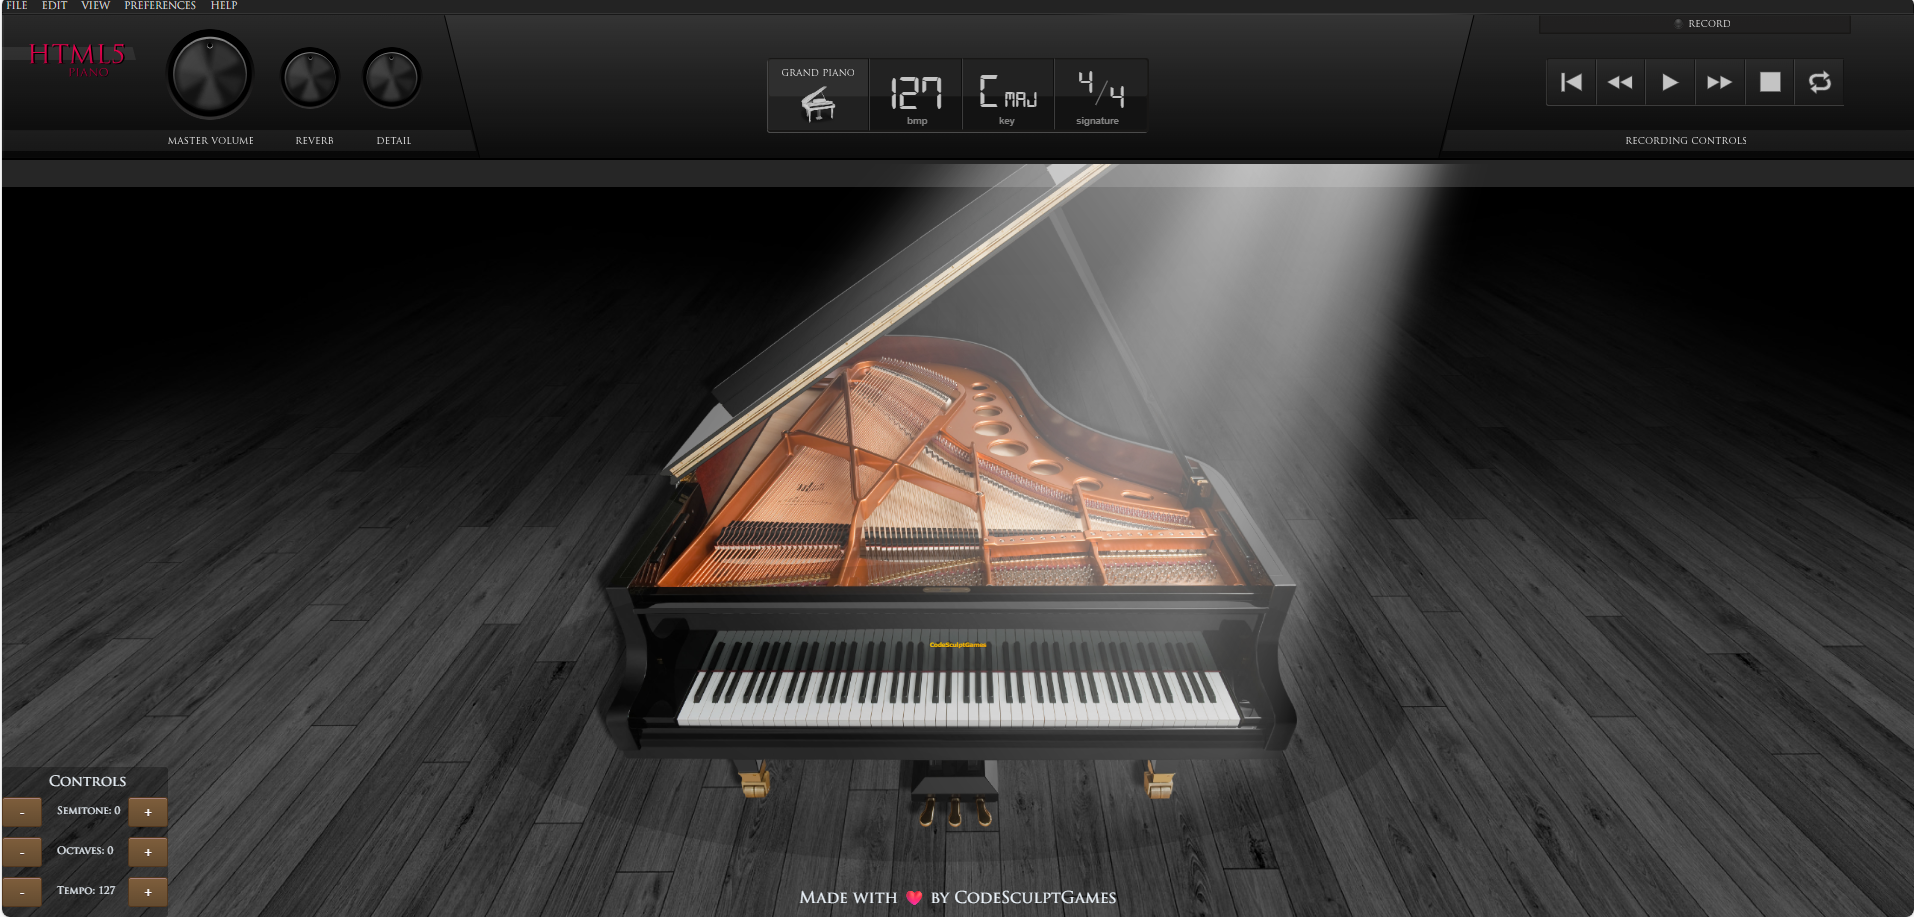 FILE EDIT VIEW PREFERENCES HELP
RECORD
HTML5
PIANO
GRAND PIANO
127
bmp
C MAJ
key
4/4
signature
MASTER VOLUME REVERB DETAIL
RECORDING CONTROLS
CodeSculptGames
CONTROLS
- SEMITONE: 0 +
- OCTAVES: 0 +
- TEMPO: 127 +
MADE WITH ❤ BY CODESCULPTGAMES